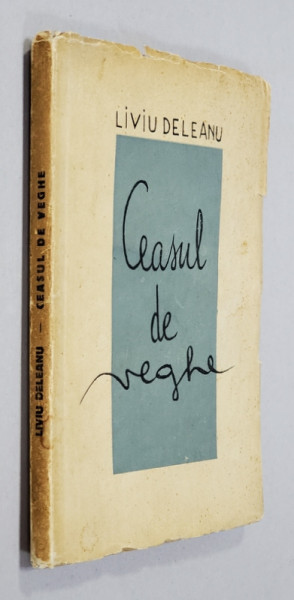 LIVIU DELEANU
Ceasul
de
veghe
LIVIU DELEANU — CEASUL DE VEGHE